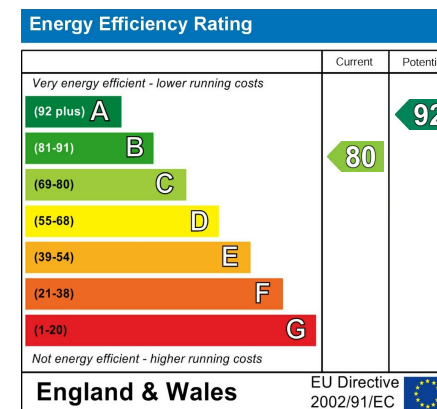 Energy Efficiency Rating
Current Potenti
Very energy efficient - lower running costs
(92 plus) A
92
(81-91) B
80
(69-80) C
(55-68) D
(39-54) E
(21-38) F
(1-20) G
Not energy efficient - higher running costs
England & Wales
EU Directive
2002/91/EC